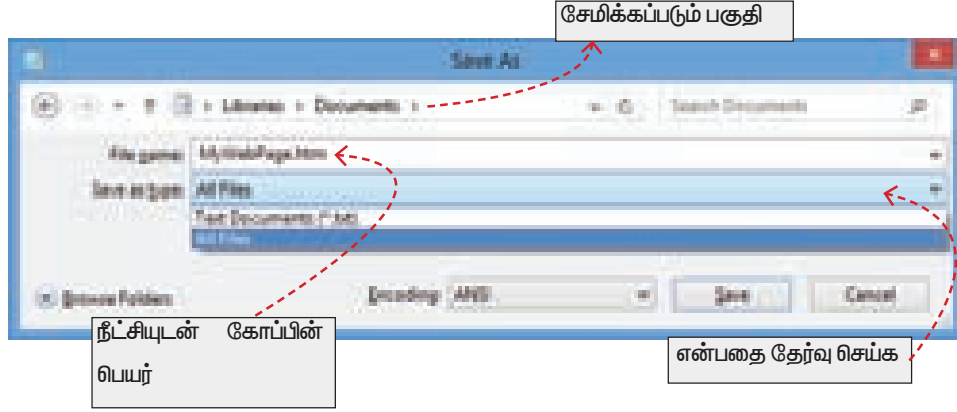 சேமிக்கப்படும் பகுதி
Save As
Libraries Documents
Search Documents
File name: MyWebPage.htm
Save as type: All Files
Text Documents (*.txt)
All Files
Browse Folders
Encoding: ANSI
Save
Cancel
நீட்சியுடன் கோப்பின்
பெயர்
என்பதை தேர்வு செய்க